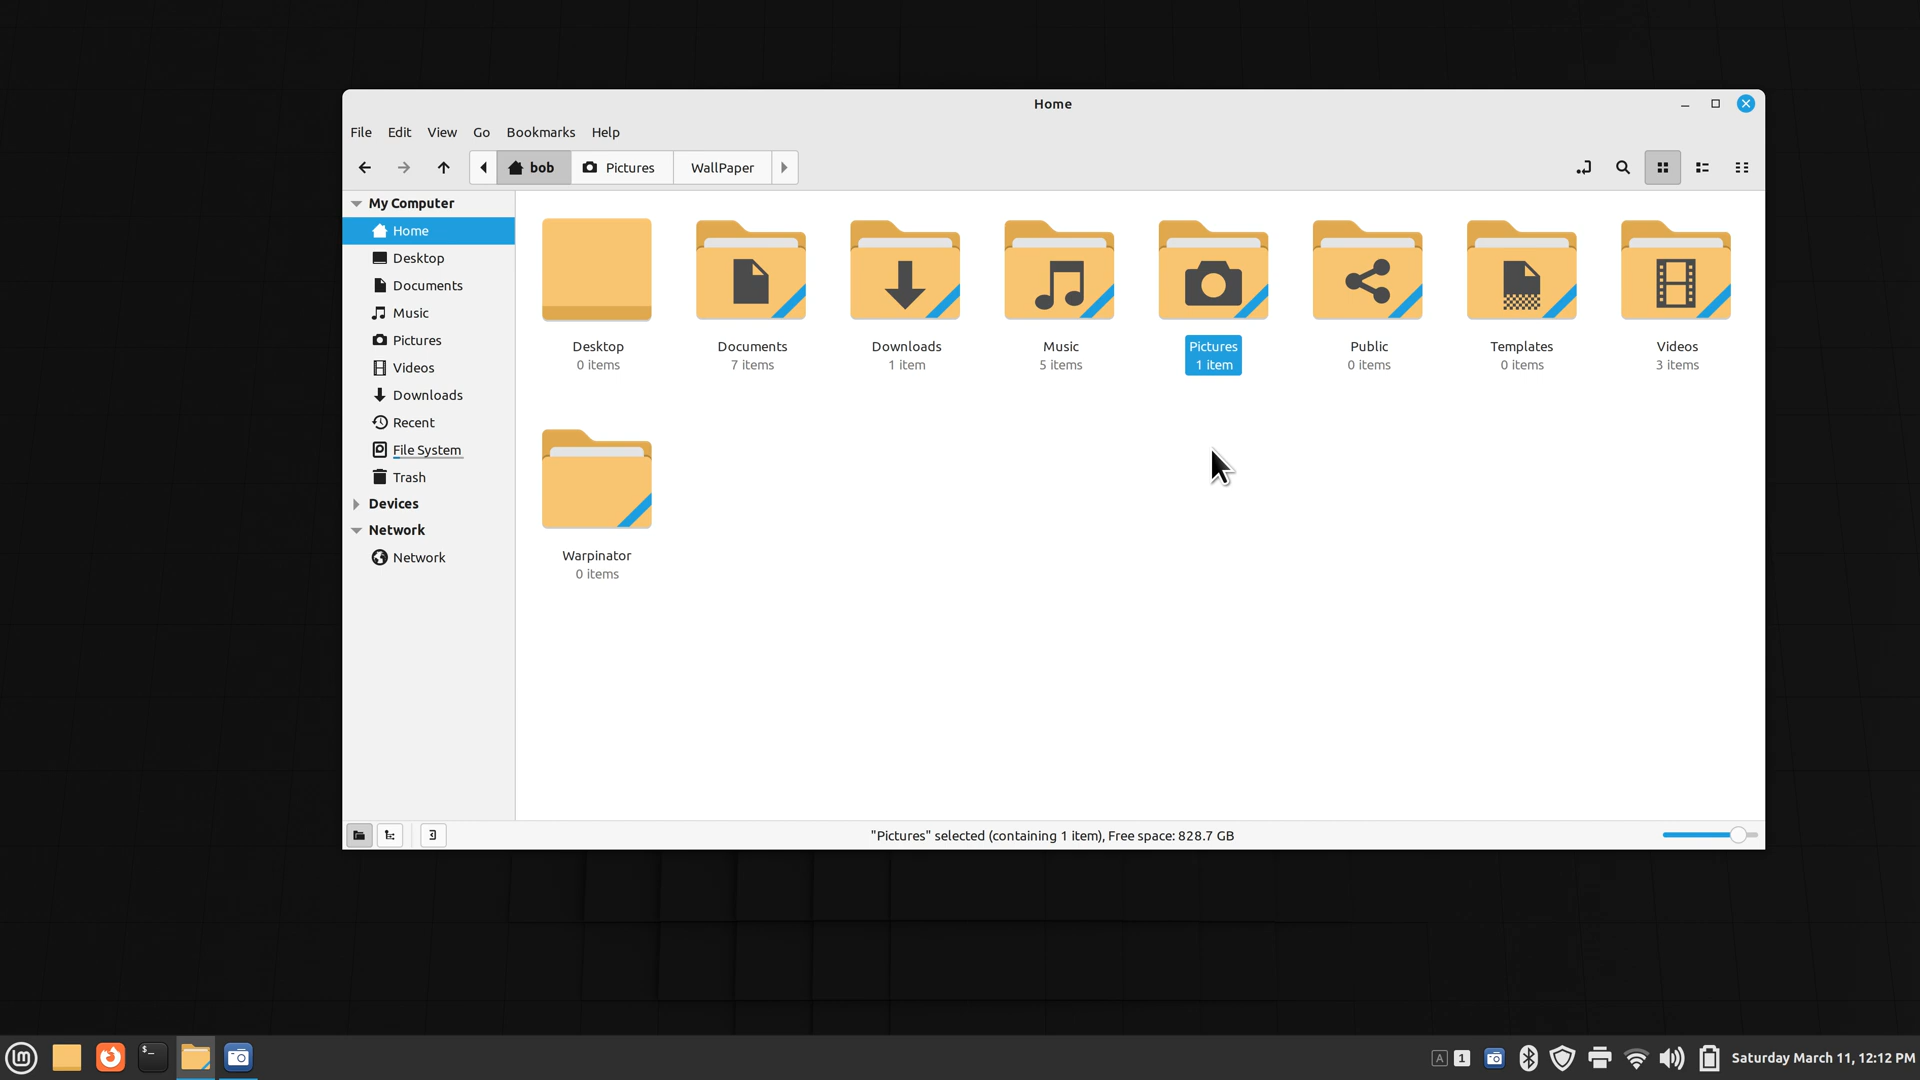 Home
File Edit View Go Bookmarks Help
bob Pictures WallPaper
My Computer
Home
Desktop
Documents
Music
Pictures
Videos
Downloads
Recent
File System
Trash
Devices
Network
Network
Desktop Documents Downloads Music Pictures Public Templates Videos
0 items 7 items 1 item 5 items 1 item 0 items 0 items 3 items
Warpinator
0 items
"Pictures" selected (containing 1 item), Free space: 828.7 GB
lm $_ A 1 Saturday March 11, 12:12 PM